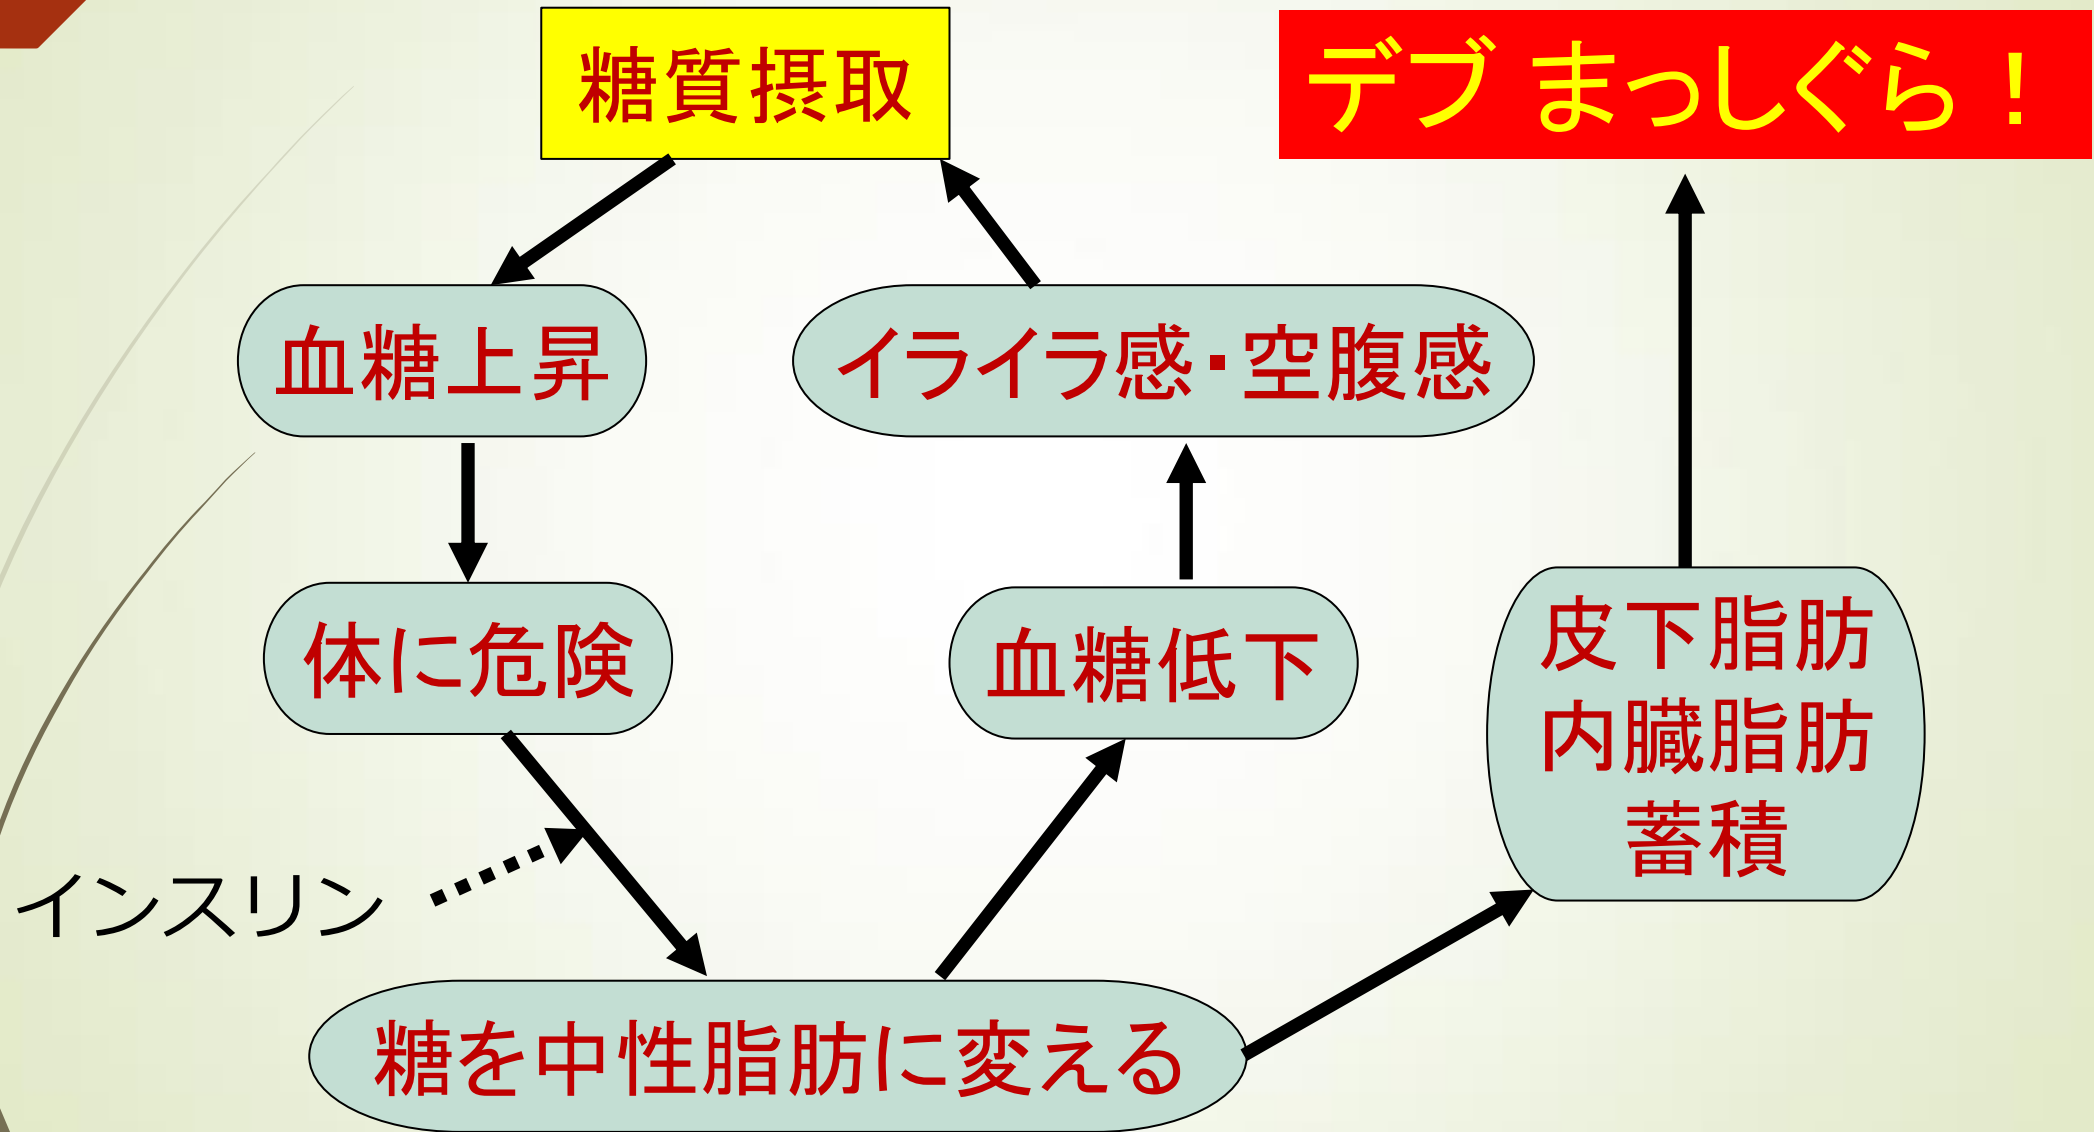 糖質摂取
デブ まっしぐら！
血糖上昇
イライラ感・空腹感
体に危険
血糖低下
皮下脂肪
内臓脂肪
蓄積
インスリン
糖を中性脂肪に変える